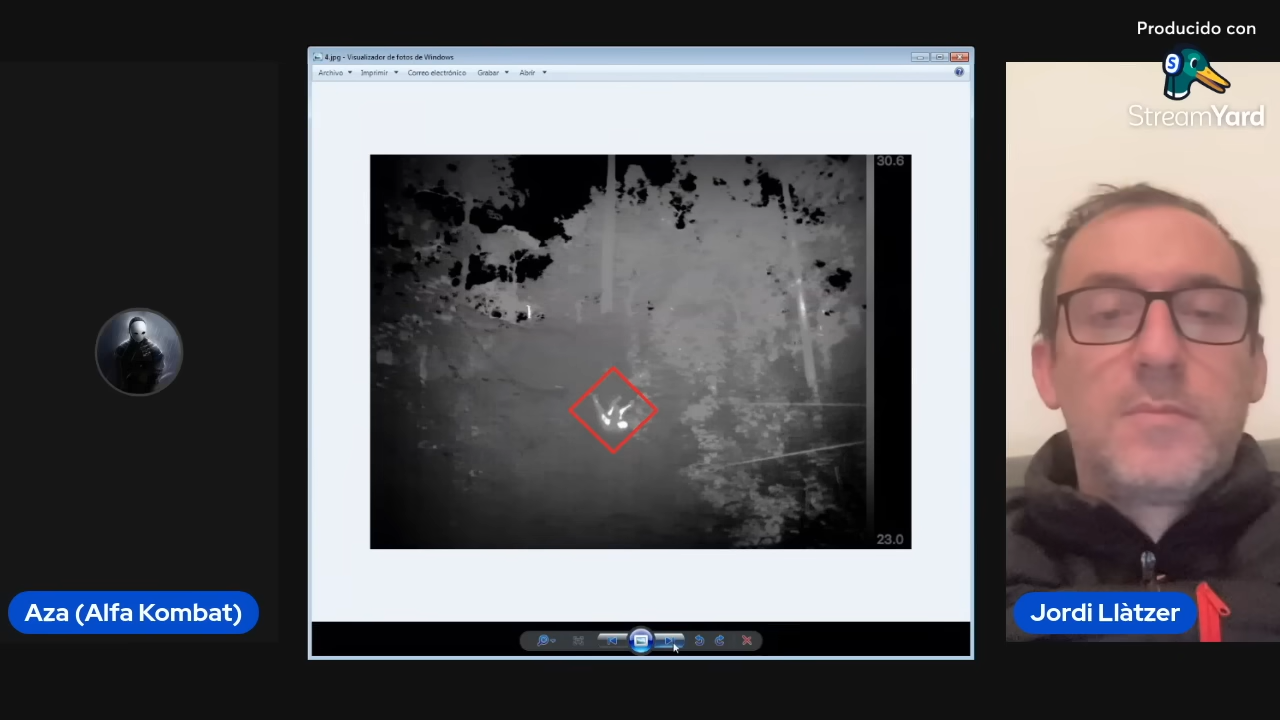 Producido con
StreamYard
4.jpg - Visualizador de fotos de Windows
Archivo Imprimir Correo electrónico Grabar Abrir
30.6
23.0
Aza (Alfa Kombat)
Jordi Llàtzer